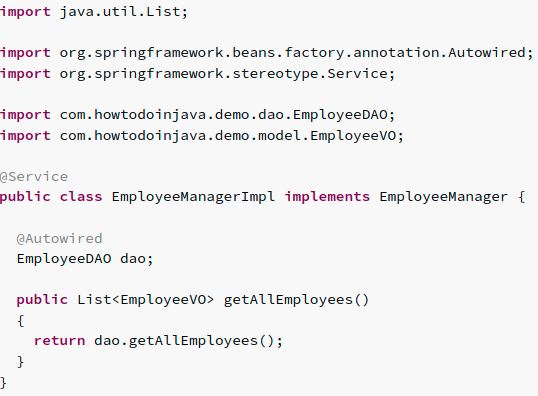 import java.util.List;
import org.springframework.beans.factory.annotation.Autowired;
import org.springframework.stereotype.Service;
import com.howtodoinjava.demo.dao.EmployeeDAO;
import com.howtodoinjava.demo.model.EmployeeVO;
@Service
public class EmployeeManagerImpl implements EmployeeManager {
@Autowired
EmployeeDAO dao;
public List<EmployeeVO> getAllEmployees()
{
return dao.getAllEmployees();
}
}